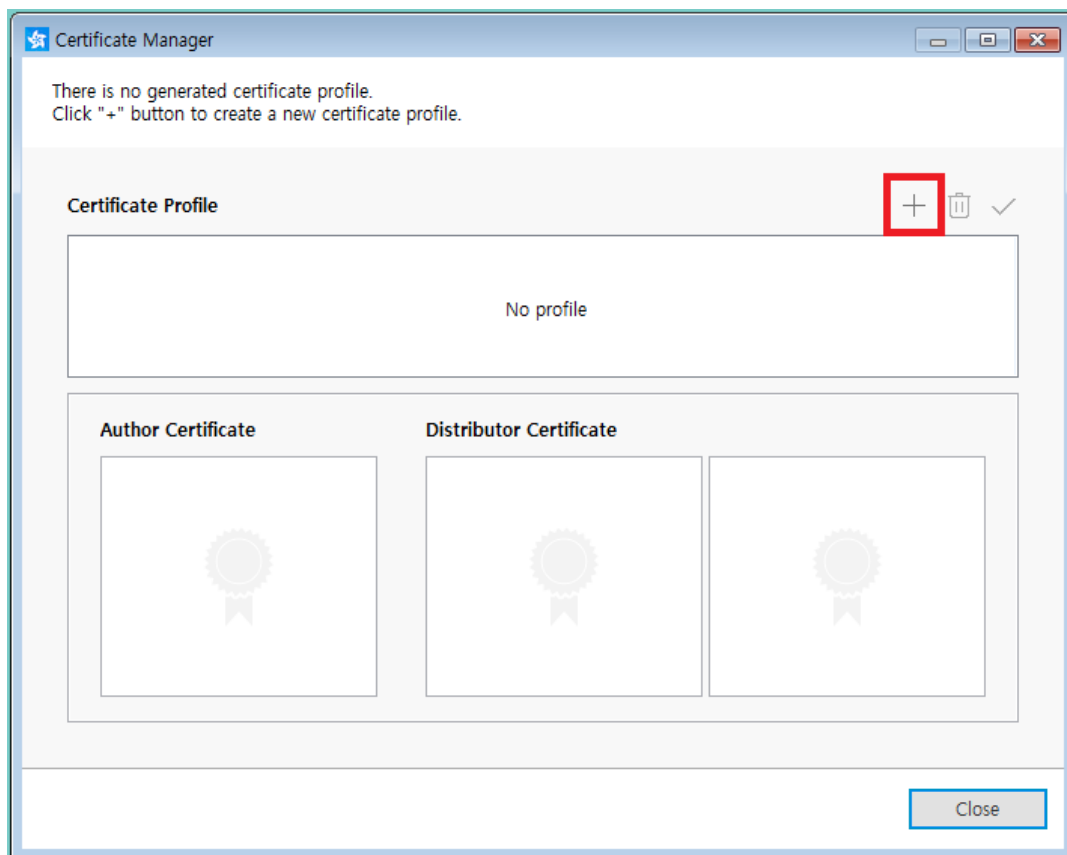 Certificate Manager
There is no generated certificate profile.
Click "+" button to create a new certificate profile.
Certificate Profile
No profile
Author Certificate
Distributor Certificate
Close